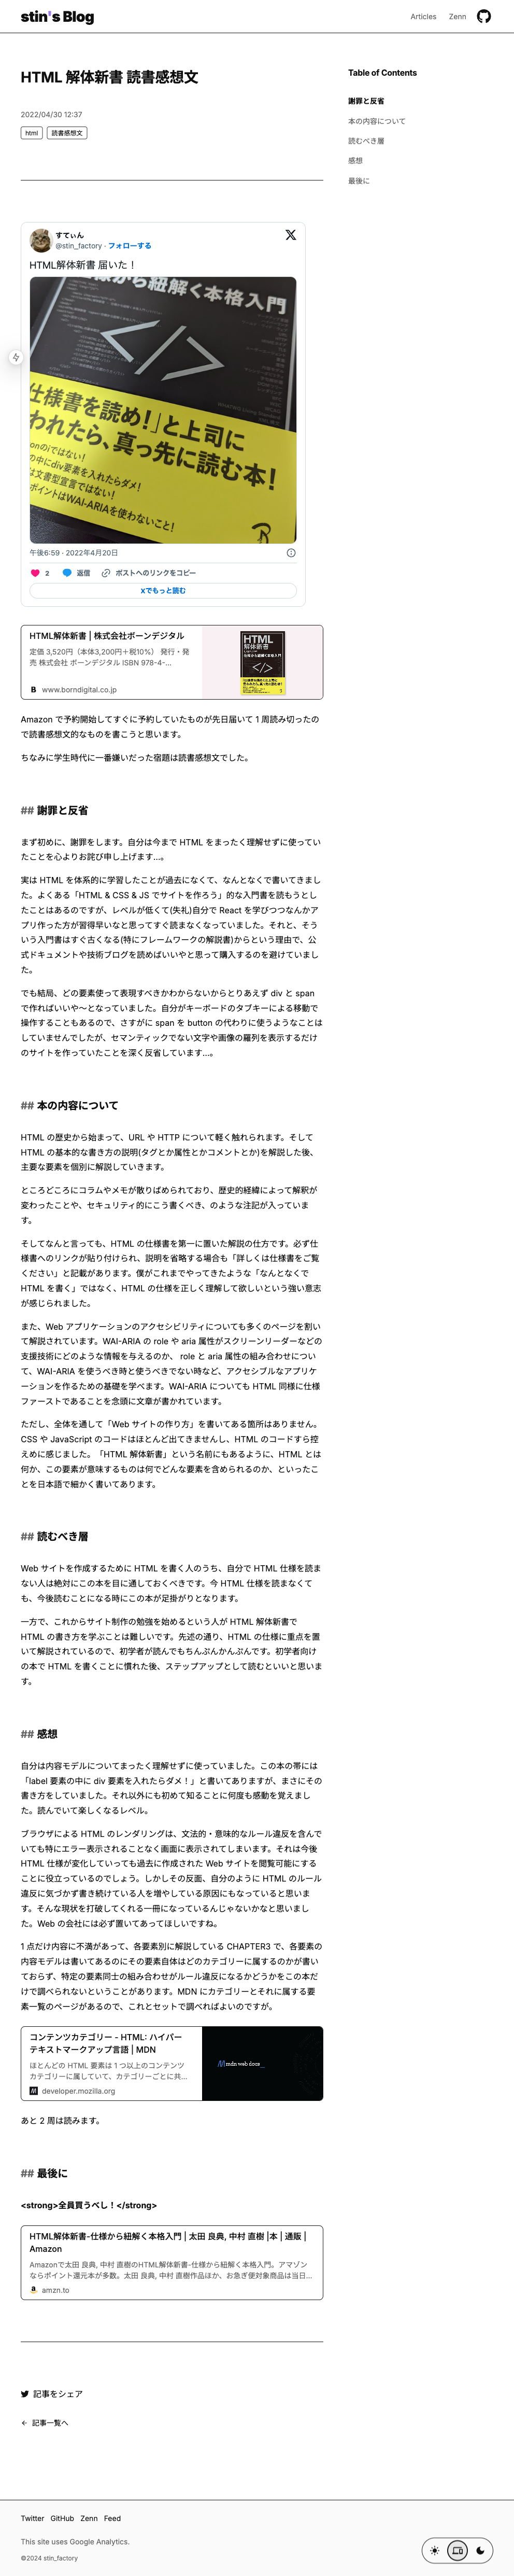 stin's Blog
Articles
Zenn
HTML 解体新書 読書感想文
2022/04/30 12:37
html
読書感想文
Table of Contents
謝罪と反省
本の内容について
読むべき層
感想
最後に
すてぃん
@stin_factory · フォローする
HTML解体新書 届いた！
から紐解く本格入門
</>
仕様書を読め!」と上司に
われたら、真っ先に読む本!
午後6:59 · 2022年4月20日
2
返信
ポストへのリンクをコピー
Xでもっと読む
HTML解体新書 | 株式会社ボーンデジタル
定価 3,520円（本体3,200円＋税10%） 発行・発
売 株式会社 ボーンデジタル ISBN 978-4-...
www.borndigital.co.jp
HTML
解体新書
Amazon で予約開始してすぐに予約していたものが先日届いて 1 周読み切ったの
で読書感想文的なものを書こうと思います。
ちなみに学生時代に一番嫌いだった宿題は読書感想文でした。
## 謝罪と反省
まず初めに、謝罪をします。自分は今まで HTML をまったく理解せずに使ってい
たことを心よりお詫び申し上げます...。
実は HTML を体系的に学習したことが過去になくて、なんとなくで書いてきまし
た。よくある「HTML & CSS & JS でサイトを作ろう」的な入門書を読もうとし
たことはあるのですが、レベルが低くて(失礼)自分で React を学びつつなんかア
プリ作った方が習得早いなと思ってすぐ読まなくなっていました。それと、そう
いう入門書はすぐ古くなる(特にフレームワークの解説書)からという理由で、公
式ドキュメントや技術ブログを読めばいいやと思って購入するのを避けていまし
た。
でも結局、どの要素使って表現すべきかわからないからとりあえず div と span
で作ればいいや〜となっていました。自分がキーボードのタブキーによる移動で
操作することもあるので、さすがに span を button の代わりに使うようなことは
していませんでしたが、セマンティックでない文字や画像の羅列を表示するだけ
のサイトを作っていたことを深く反省しています...。
## 本の内容について
HTML の歴史から始まって、URL や HTTP について軽く触れられます。そして
HTML の基本的な書き方の説明(タグとか属性とかコメントとか)を解説した後、
主要な要素を個別に解説していきます。
ところどころにコラムやメモが散りばめられており、歴史的経緯によって解釈が
変わったことや、セキュリティ的にこう書くべき、のような注記が入っていま
す。
そしてなんと言っても、HTML の仕様書を第一に置いた解説の仕方です。必ず仕
様書へのリンクが貼り付けられ、説明を省略する場合も「詳しくは仕様書をご覧
ください」と記載があります。僕がこれまでやってきたような「なんとなくで
HTML を書く」ではなく、HTML の仕様を正しく理解して欲しいという強い意志
が感じられました。
また、Web アプリケーションのアクセシビリティについても多くのページを割い
て解説されています。WAI-ARIA の role や aria 属性がスクリーンリーダーなどの
支援技術にどのような情報を与えるのか、 role と aria 属性の組み合わせについ
て、WAI-ARIA を使うべき時と使うべきでない時など、アクセシブルなアプリケ
ーションを作るための基礎を学べます。WAI-ARIA についても HTML 同様に仕様
ファーストであることを念頭に文章が書かれています。
ただし、全体を通して「Web サイトの作り方」を書いてある箇所はありません。
CSS や JavaScript のコードはほとんど出てきませんし、HTML のコードすら控
えめに感じました。「HTML 解体新書」という名前にもあるように、HTML とは
何か、この要素が意味するものは何でどんな要素を含められるのか、といったこ
とを日本語で細かく書いてあります。
## 読むべき層
Web サイトを作成するために HTML を書く人のうち、自分で HTML 仕様を読ま
ない人は絶対にこの本を目に通しておくべきです。今 HTML 仕様を読まなくて
も、今後読むことになる時にこの本が足掛がりとなります。
一方で、これからサイト制作の勉強を始めるという人が HTML 解体新書で
HTML の書き方を学ぶことは難しいです。先述の通り、HTML の仕様に重点を置
いて解説されているので、初学者が読んでもちんぷんかんぷんです。初学者向け
の本で HTML を書くことに慣れた後、ステップアップとして読むといいと思いま
す。
## 感想
自分は内容モデルについてまったく理解せずに使っていました。この本の帯には
「label 要素の中に div 要素を入れたらダメ！」と書いてありますが、まさにその
書き方をしていました。それ以外にも初めて知ることに何度も感動を覚えまし
た。読んでいて楽しくなるレベル。
ブラウザによる HTML のレンダリングは、文法的・意味的なルール違反を含んで
いても特にエラー表示されることなく画面に表示されてしまいます。それは今後
HTML 仕様が変化していっても過去に作成された Web サイトを閲覧可能にする
ことに役立っているのでしょう。しかしその反面、自分のように HTML のルール
違反に気づかず書き続けている人を増やしている原因にもなっていると思いま
す。そんな現状を打破してくれる一冊になっているんじゃないかなと思いまし
た。Web の会社には必ず置いてあってほしいですね。
1 点だけ内容に不満があって、各要素別に解説している CHAPTER3 で、各要素の
内容モデルは書いてあるのにその要素自体はどのカテゴリーに属するのかが書い
ておらず、特定の要素同士の組み合わせがルール違反になるかどうかをこの本だ
けで調べられないということがあります。MDN にカテゴリーとそれに属する要
素一覧のページがあるので、これとセットで調べればよいのですが。
コンテンツカテゴリー - HTML: ハイパー
テキストマークアップ言語 | MDN
ほとんどの HTML 要素は 1 つ以上のコンテンツ
カテゴリーに属していて、カテゴリーごとに共...
developer.mozilla.org
mdn web docs_
あと 2 周は読みます。
## 最後に
<strong>全員買うべし！</strong>
HTML解体新書-仕様から紐解く本格入門 | 太田 良典, 中村 直樹 |本 | 通販 |
Amazon
Amazonで太田 良典, 中村 直樹のHTML解体新書-仕様から紐解く本格入門。アマゾン
ならポイント還元本が多数。太田 良典, 中村 直樹作品ほか、お急ぎ便対象商品は当日...
amzn.to
記事をシェア
← 記事一覧へ
Twitter
GitHub
Zenn
Feed
This site uses Google Analytics.
©2024 stin_factory